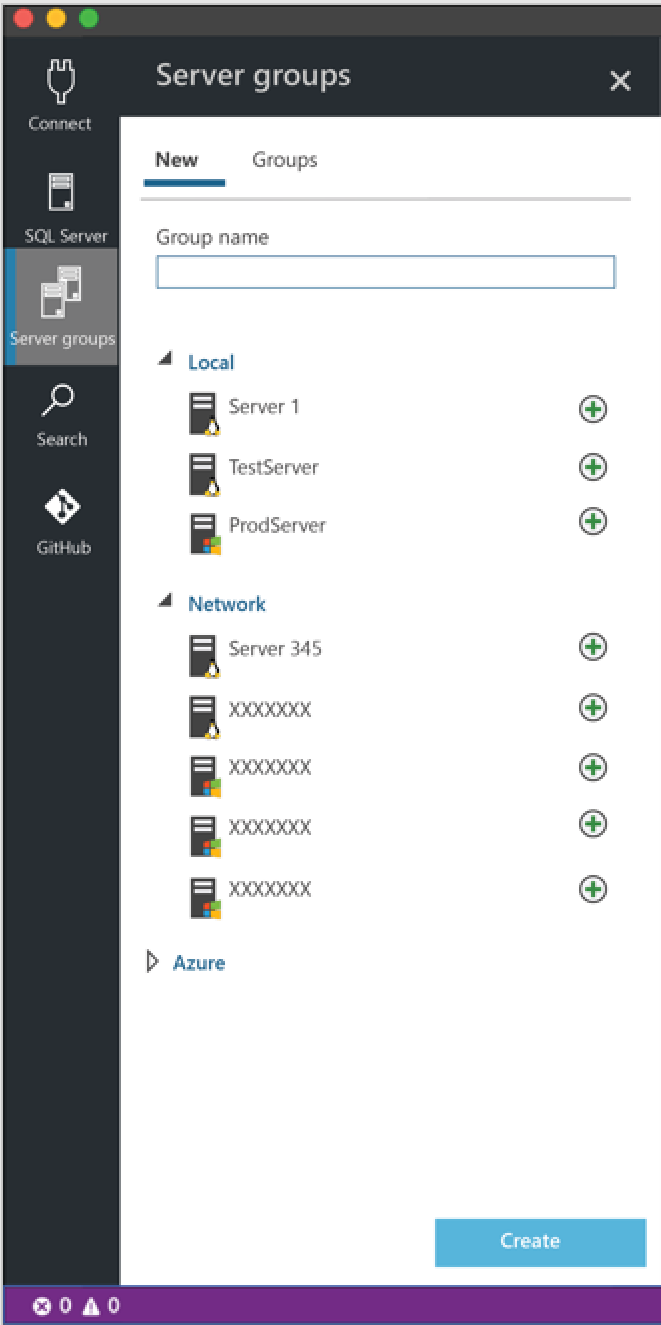 Server groups
Connect
New Groups
SQL Server
Group name
Server groups
Local
Server 1
Search
TestServer
ProdServer
GitHub
Network
Server 345
XXXXXXX
XXXXXXX
XXXXXXX
XXXXXXX
Azure
Create
0 0